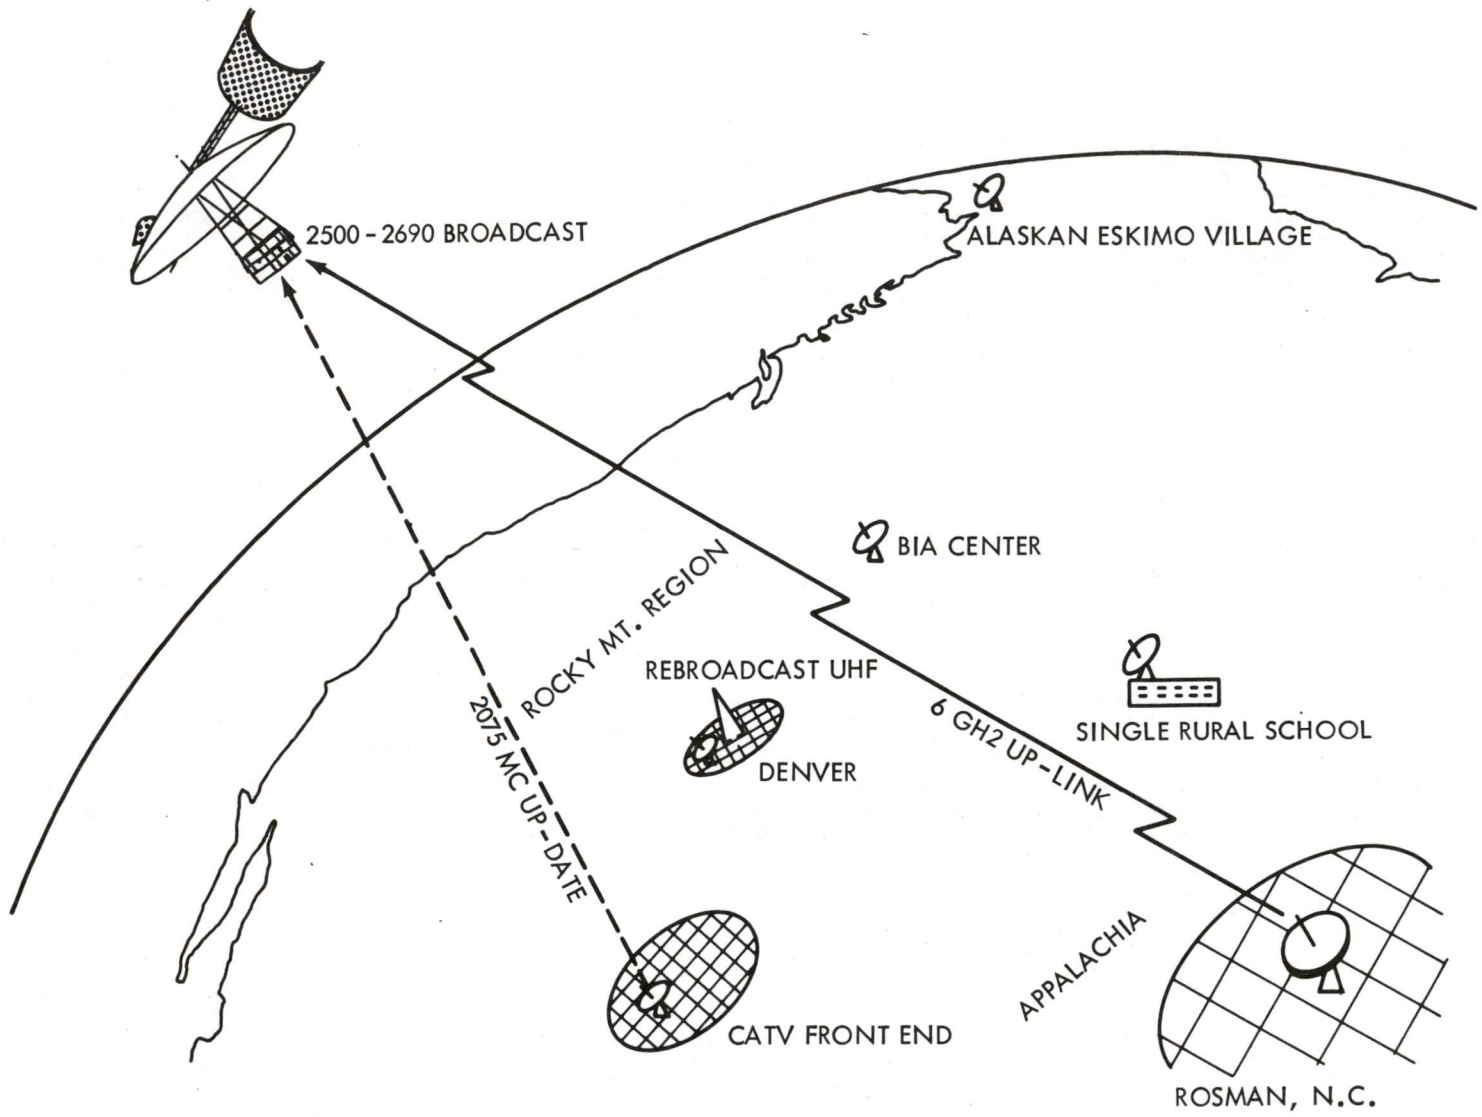 2500-2690 BROADCAST
ALASKAN ESKIMO VILLAGE
BIA CENTER
ROCKY MT. REGION
REBROADCAST UHF
DENVER
SINGLE RURAL SCHOOL
6 GH2 UP-LINK
2075 MC UP-DATE
APPALACHIA
CATV FRONT END
ROSMAN, N.C.